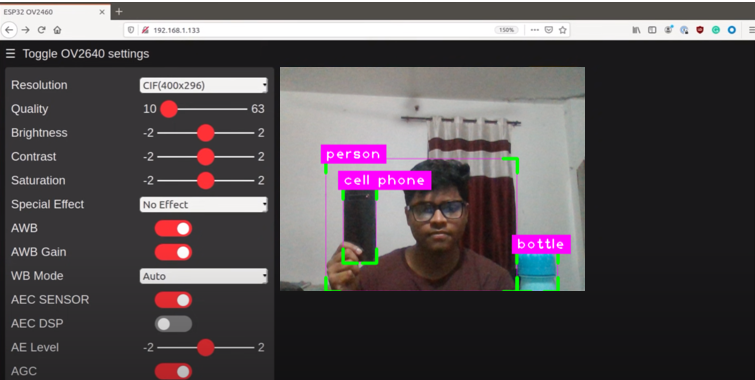 ESP32 OV2460
192.168.1.133
150%
Toggle OV2640 settings
Resolution CIF(400x296)
Quality 10 63
Brightness -2 2
Contrast -2 2
Saturation -2 2
Special Effect No Effect
AWB
AWB Gain
WB Mode Auto
AEC SENSOR
AEC DSP
AE Level -2 2
AGC
person
cell phone
bottle